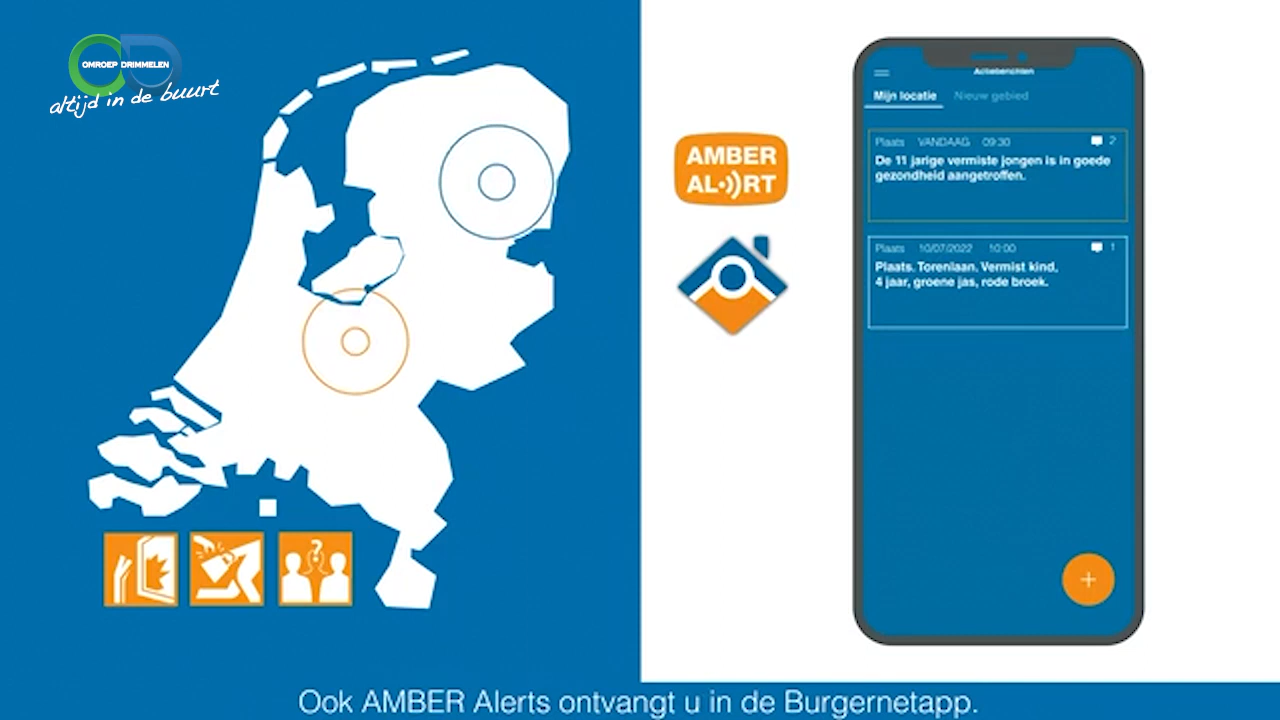 OMROEP DRIMMELEN
altijd in de buurt
AMBER
AL RT
Actieberichten
Mijn locatie Nieuw gebied
Plaats VANDAAG 09:30 2
De 11 jarige vermiste jongen is in goede
gezondheid aangetroffen.
Plaats 10/07/2022 10:00 1
Plaats. Torenlaan. Vermist kind,
4 jaar, groene jas, rode broek.
+
?
Ook AMBER Alerts ontvangt u in de Burgernetapp.